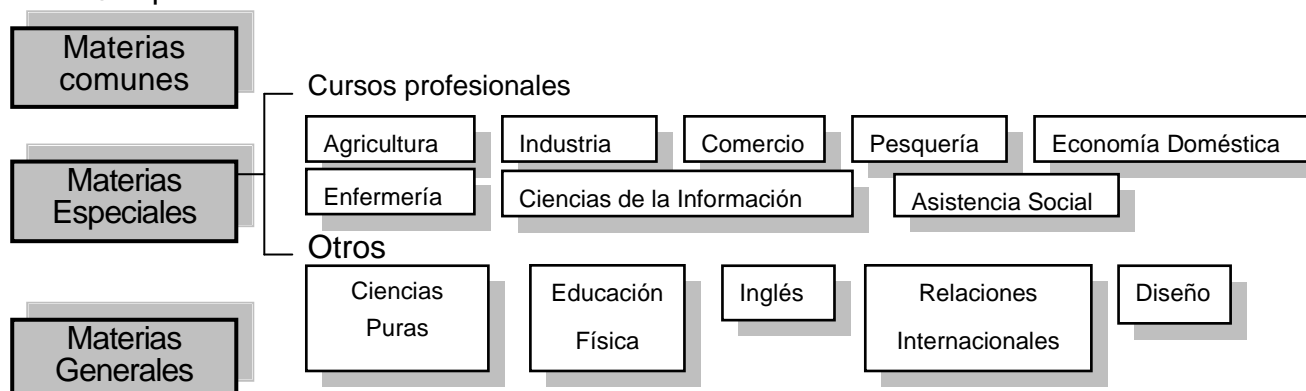 Materias
comunes
Cursos profesionales
Agricultura
Industria
Comercio
Pesquería
Economía Doméstica
Materias
Especiales
Enfermería
Ciencias de la Información
Asistencia Social
Otros
Ciencias
Puras
Educación
Física
Inglés
Relaciones
Internacionales
Diseño
Materias
Generales